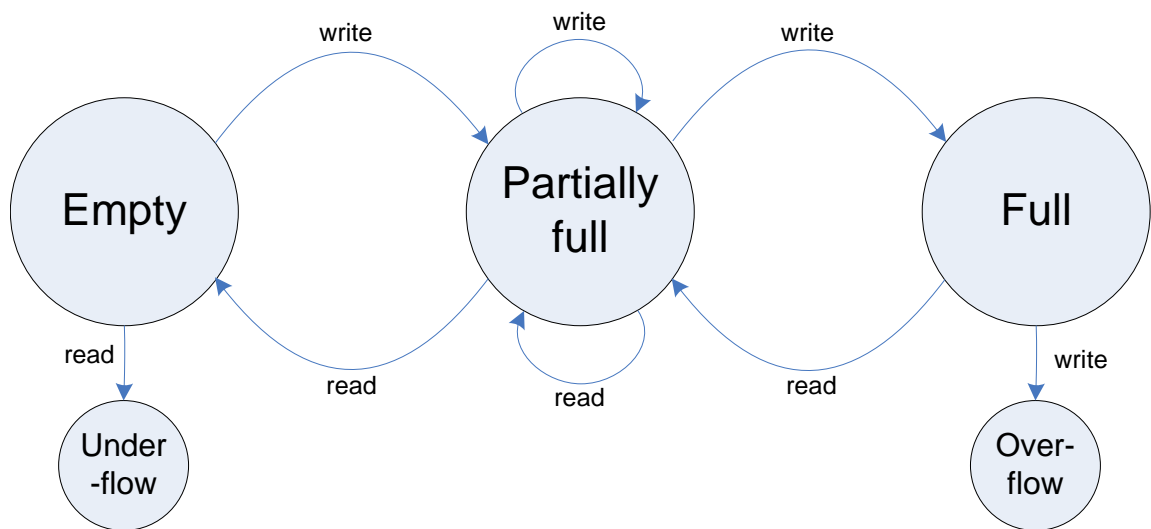 write
write
write
Empty
Partially
full
Full
read
read
read
read
write
Under
-flow
Over-
flow